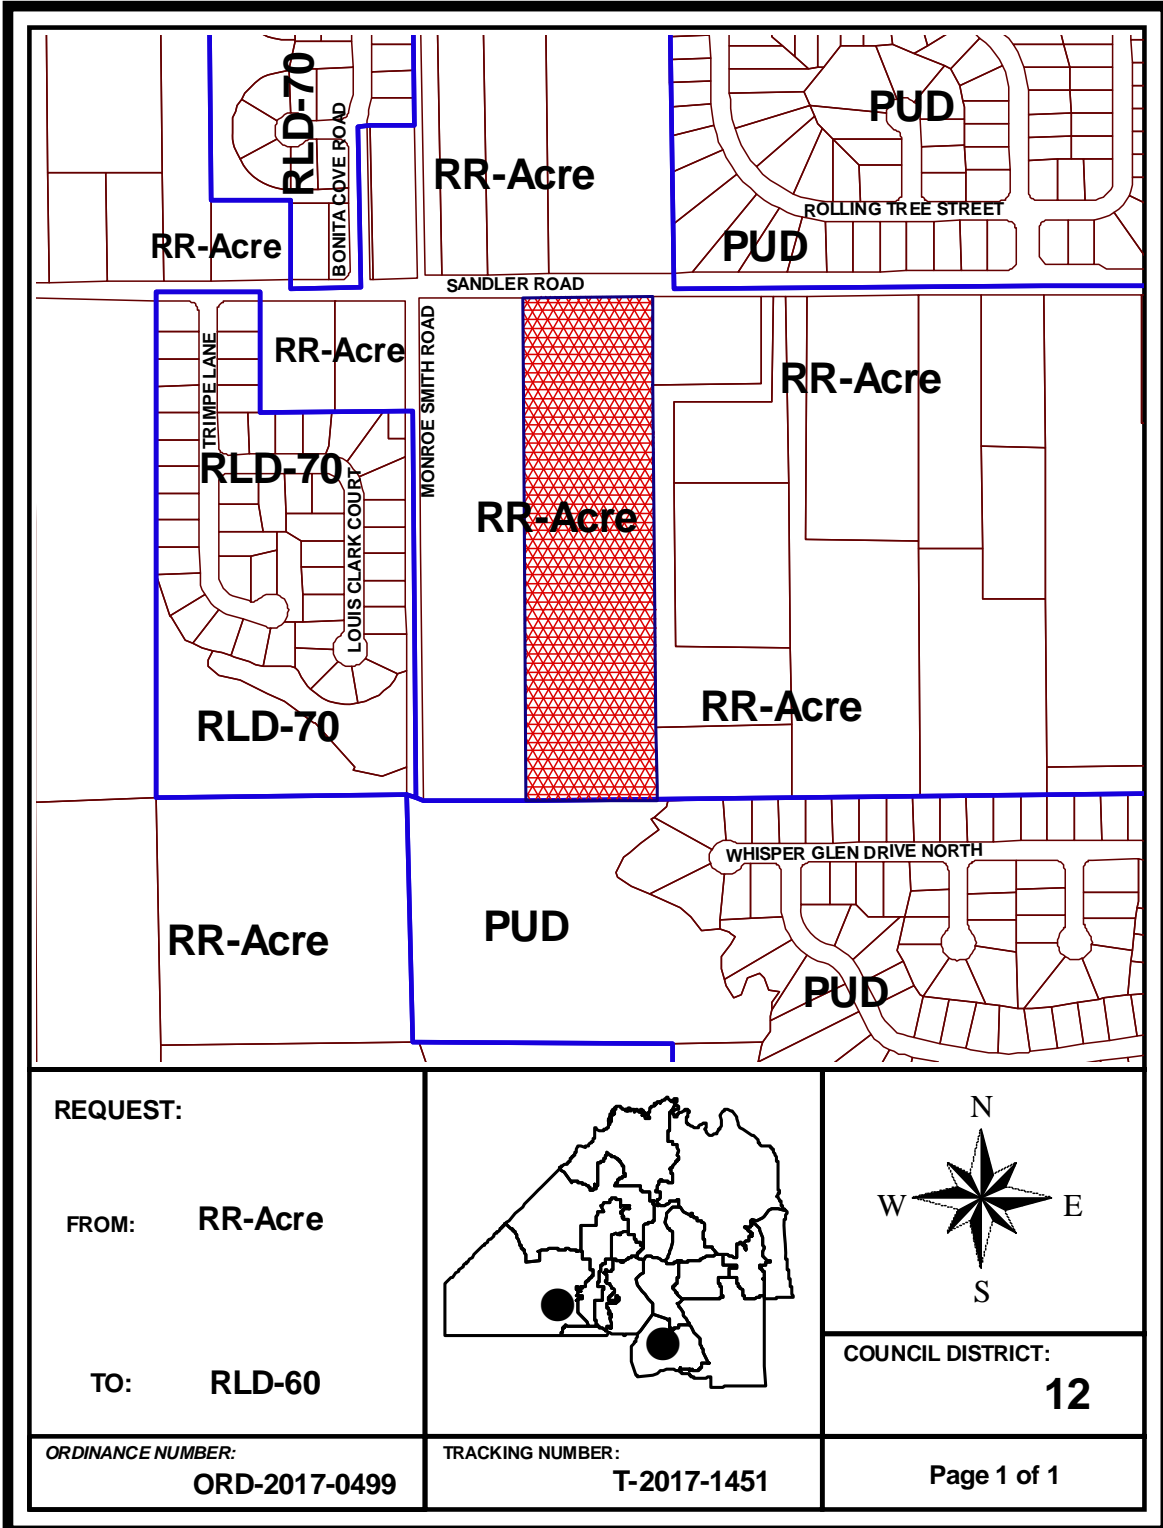 RLD-70
BONITA COVE ROAD
PUD
RR-Acre
ROLLING TREE STREET
RR-Acre
PUD
SANDLER ROAD
TRIMPE LANE
RR-Acre
MONROE SMITH ROAD
RR-Acre
RLD-70
LOUIS CLARK COURT
RR-Acre
RLD-70
RR-Acre
WHISPER GLEN DRIVE NORTH
RR-Acre
PUD
PUD
REQUEST:
FROM: RR-Acre
TO: RLD-60
N
W E
S
COUNCIL DISTRICT:
12
ORDINANCE NUMBER:
ORD-2017-0499
TRACKING NUMBER:
T-2017-1451
Page 1 of 1